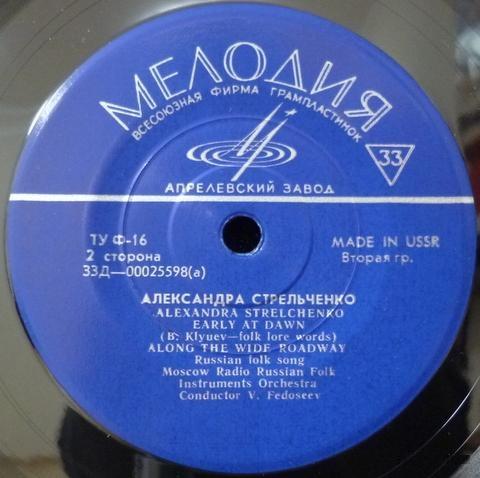 МЕЛОДИЯ
ВСЕСОЮЗНАЯ ФИРМА ГРАМПЛАСТИНОК
33
АПРЕЛЕВСКИЙ ЗАВОД
ТУ Ф-16
2 сторона
33Д—00025598(а)
MADE IN USSR
Вторая гр.
АЛЕКСАНДРА СТРЕЛЬЧЕНКО
ALEXANDRA STRELCHENKO
EARLY AT DAWN
(B. Klyuev—folk lore words)
ALONG THE WIDE ROADWAY
Russian folk song
Moscow Radio Russian Folk
Instruments Orchestra
Conductor V. Fedoseev